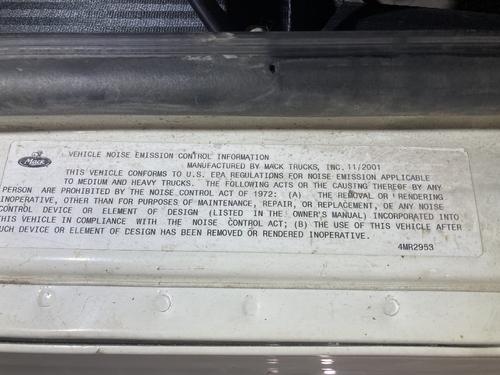 Mack
VEHICLE NOISE EMISSION CONTROL INFORMATION
MANUFACTURED BY MACK TRUCKS, INC. 11/2001
THIS VEHICLE CONFORMS TO U.S. EPA REGULATIONS FOR NOISE EMISSION APPLICABLE
TO MEDIUM AND HEAVY TRUCKS. THE FOLLOWING ACTS OR THE CAUSING THEREOF BY ANY
PERSON ARE PROHIBITED BY THE NOISE CONTROL ACT OF 1972: (A) THE REMOVAL OR RENDERING
INOPERATIVE, OTHER THAN FOR PURPOSES OF MAINTENANCE, REPAIR, OR REPLACEMENT, OF ANY NOISE
CONTROL DEVICE OR ELEMENT OF DESIGN (LISTED IN THE OWNER'S MANUAL) INCORPORATED INTO
THIS VEHICLE IN COMPLIANCE WITH THE NOISE CONTROL ACT; (B) THE USE OF THIS VEHICLE AFTER
SUCH DEVICE OR ELEMENT OF DESIGN HAS BEEN REMOVED OR RENDERED INOPERATIVE.
4MR2953